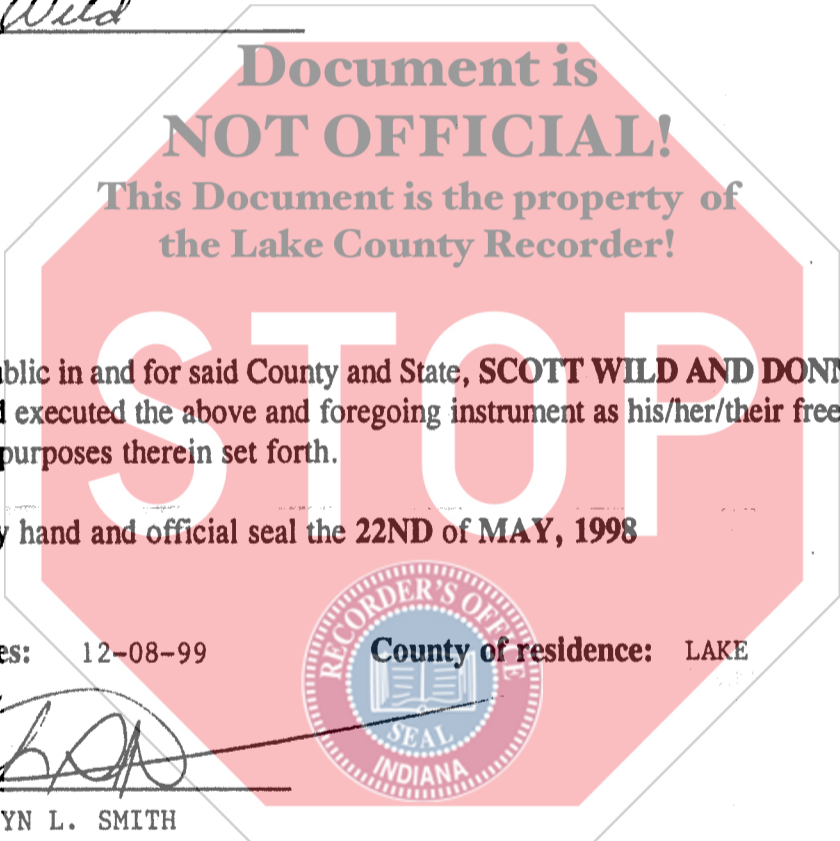 Wild
Document is
NOT OFFICIAL!
This Document is the property of
the Lake County Recorder!
STOP
blic in and for said County and State, SCOTT WILD AND DON
executed the above and foregoing instrument as his/her/their free
purposes therein set forth.
hand and official seal the 22ND of MAY, 1998
es: 12-08-99 County of residence: LAKE
RECORDER'S OFFICE
SEAL
INDIANA
YN L. SMITH